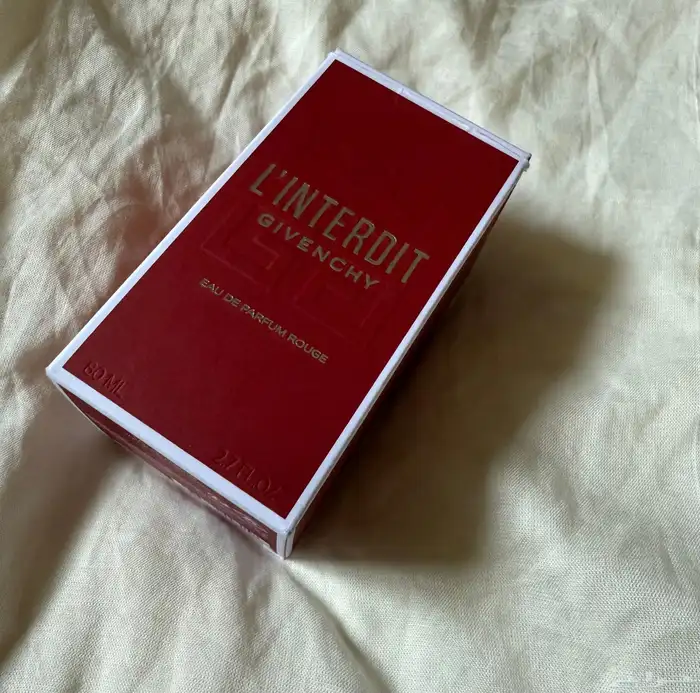 L'INTERDIT
GIVENCHY
EAU DE PARFUM ROUGE
80 ML
2.7 FL.OZ.